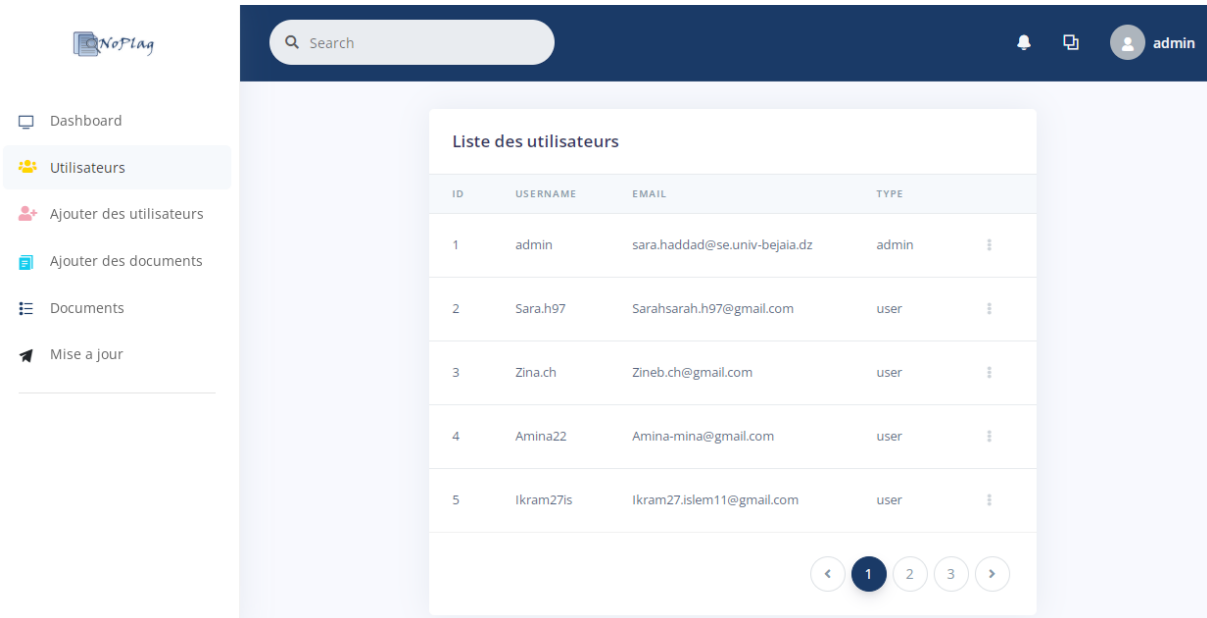 NoPlag
Search
admin
Dashboard
Utilisateurs
Ajouter des utilisateurs
Ajouter des documents
Documents
Mise a jour
Liste des utilisateurs
ID USERNAME EMAIL TYPE
1 admin sara.haddad@se.univ-bejaia.dz admin
2 Sara.h97 Sarahsarah.h97@gmail.com user
3 Zina.ch Zineb.ch@gmail.com user
4 Amina22 Amina-mina@gmail.com user
5 Ikram27is Ikram27.islem11@gmail.com user
1 2 3